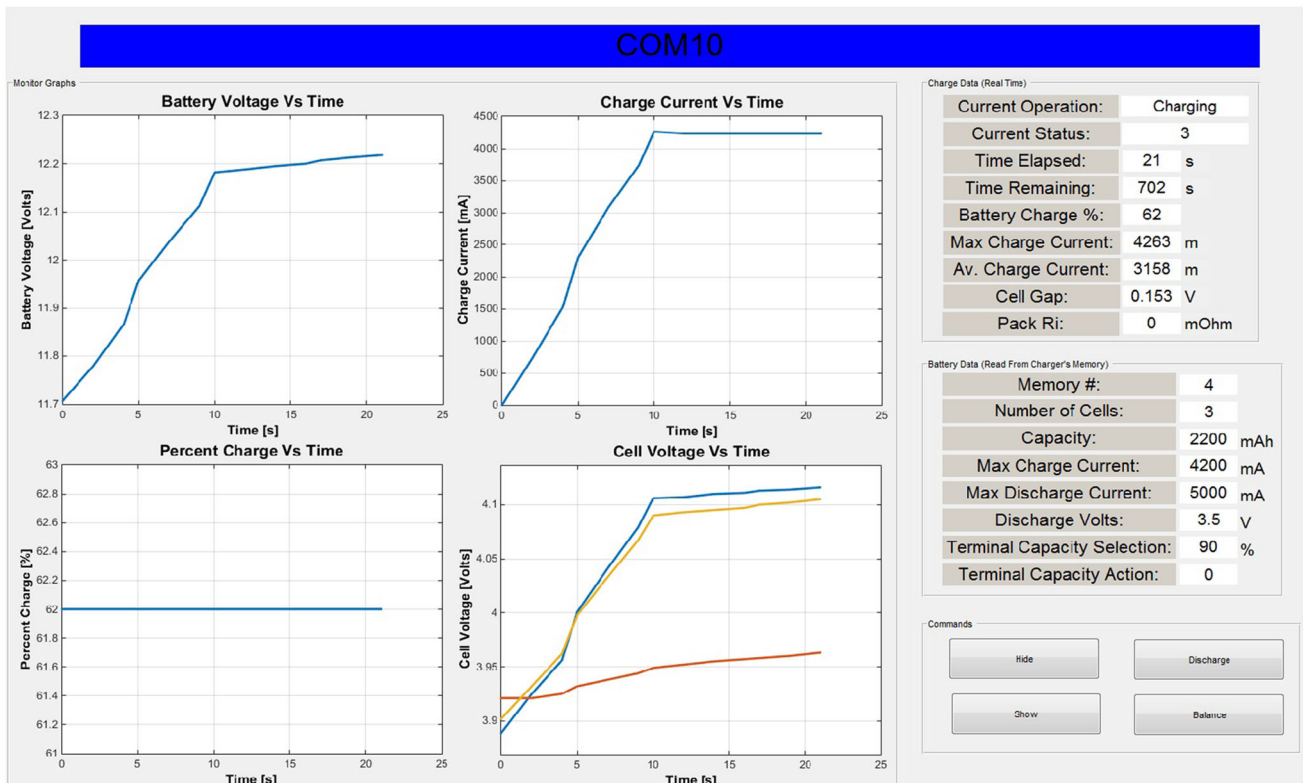 COM10
Monitor Graphs
Battery Voltage Vs Time
Battery Voltage [Volts]
12.3
12.2
12.1
12
11.9
11.8
11.7
0 5 10 15 20 25
Time [s]
Charge Current Vs Time
Charge Current [mA]
4500
4000
3500
3000
2500
2000
1500
1000
500
0
0 5 10 15 20 25
Time [s]
Percent Charge Vs Time
Percent Charge [%]
63
62.8
62.6
62.4
62.2
62
61.8
61.6
61.4
61.2
61
0 5 10 15 20 25
Time [s]
Cell Voltage Vs Time
Cell Voltage [Volts]
4.1
4.05
4
3.95
3.9
0 5 10 15 20 25
Time [s]
Charge Data (Real Time)
Current Operation: Charging
Current Status: 3
Time Elapsed: 21 s
Time Remaining: 702 s
Battery Charge %: 62
Max Charge Current: 4263 m
Av. Charge Current: 3158 m
Cell Gap: 0.153 V
Pack Ri: 0 mOhm
Battery Data (Read From Charger's Memory)
Memory #: 4
Number of Cells: 3
Capacity: 2200 mAh
Max Charge Current: 4200 mA
Max Discharge Current: 5000 mA
Discharge Volts: 3.5 V
Terminal Capacity Selection: 90 %
Terminal Capacity Action: 0
Commands
Hide Discharge
Show Balance